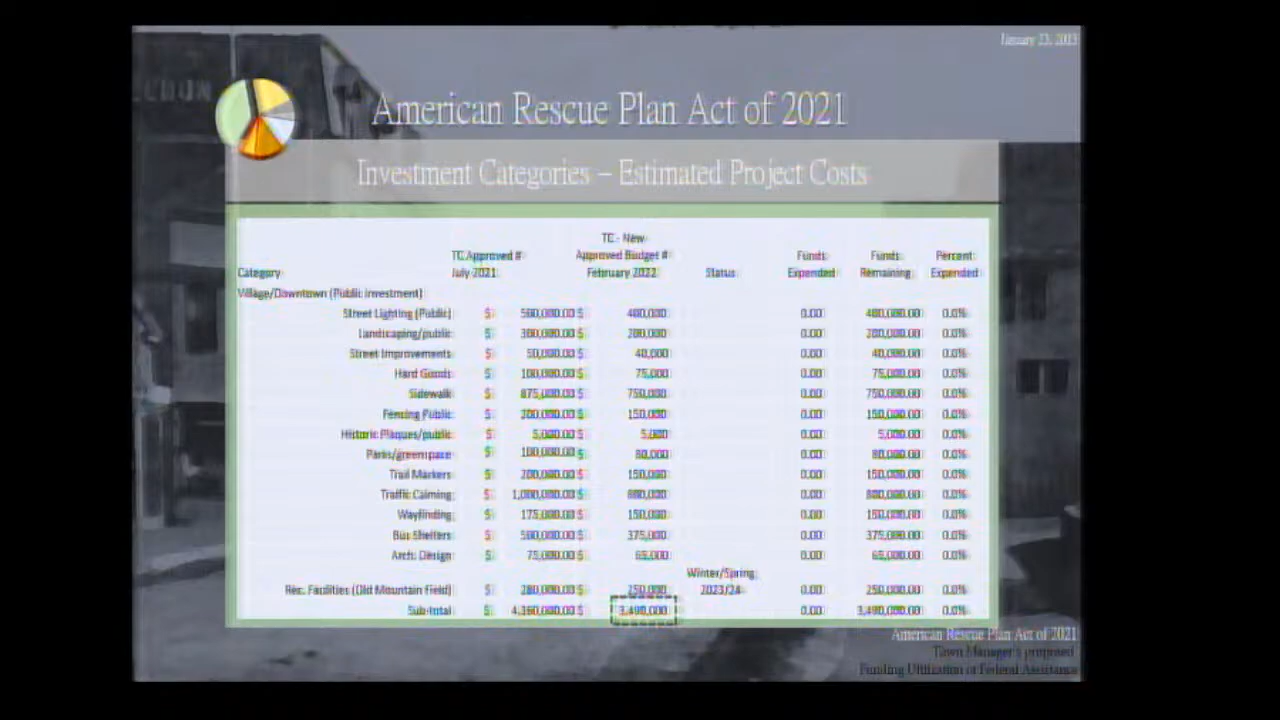 January 23, 2023
American Rescue Plan Act of 2021
Investment Categories – Estimated Project Costs
TC - New
TC Approved # Approved Budget # Funds Funds Percent
Category July 2021 February 2022 Status Expended Remaining Expended
Village/Downtown (Public investment)
Street Lighting (Public) $ 500,000.00 $ 400,000 0.00 400,000.00 0.0%
Landscaping/public $ 300,000.00 $ 200,000 0.00 200,000.00 0.0%
Street Improvements $ 50,000.00 $ 40,000 0.00 40,000.00 0.0%
Hard Goods $ 100,000.00 $ 75,000 0.00 75,000.00 0.0%
Sidewalk $ 875,000.00 $ 750,000 0.00 750,000.00 0.0%
Fencing Public $ 200,000.00 $ 150,000 0.00 150,000.00 0.0%
Historic Plaques/public $ 5,000.00 $ 5,000 0.00 5,000.00 0.0%
Parks/greenspace $ 100,000.00 $ 80,000 0.00 80,000.00 0.0%
Trail Markers $ 200,000.00 $ 150,000 0.00 150,000.00 0.0%
Traffic Calming $ 1,000,000.00 $ 800,000 0.00 800,000.00 0.0%
Wayfinding $ 175,000.00 $ 150,000 0.00 150,000.00 0.0%
Bus Shelters $ 500,000.00 $ 375,000 0.00 375,000.00 0.0%
Arch. Design $ 75,000.00 $ 65,000 0.00 65,000.00 0.0%
Winter/Spring
Rec. Facilities (Old Mountain Field) $ 280,000.00 $ 250,000 2023/24 0.00 250,000.00 0.0%
Sub-total $ 4,360,000.00 $ 3,490,000 0.00 3,490,000.00 0.0%
American Rescue Plan Act of 2021
Town Manager's proposed
Funding Utilization of Federal Assistance